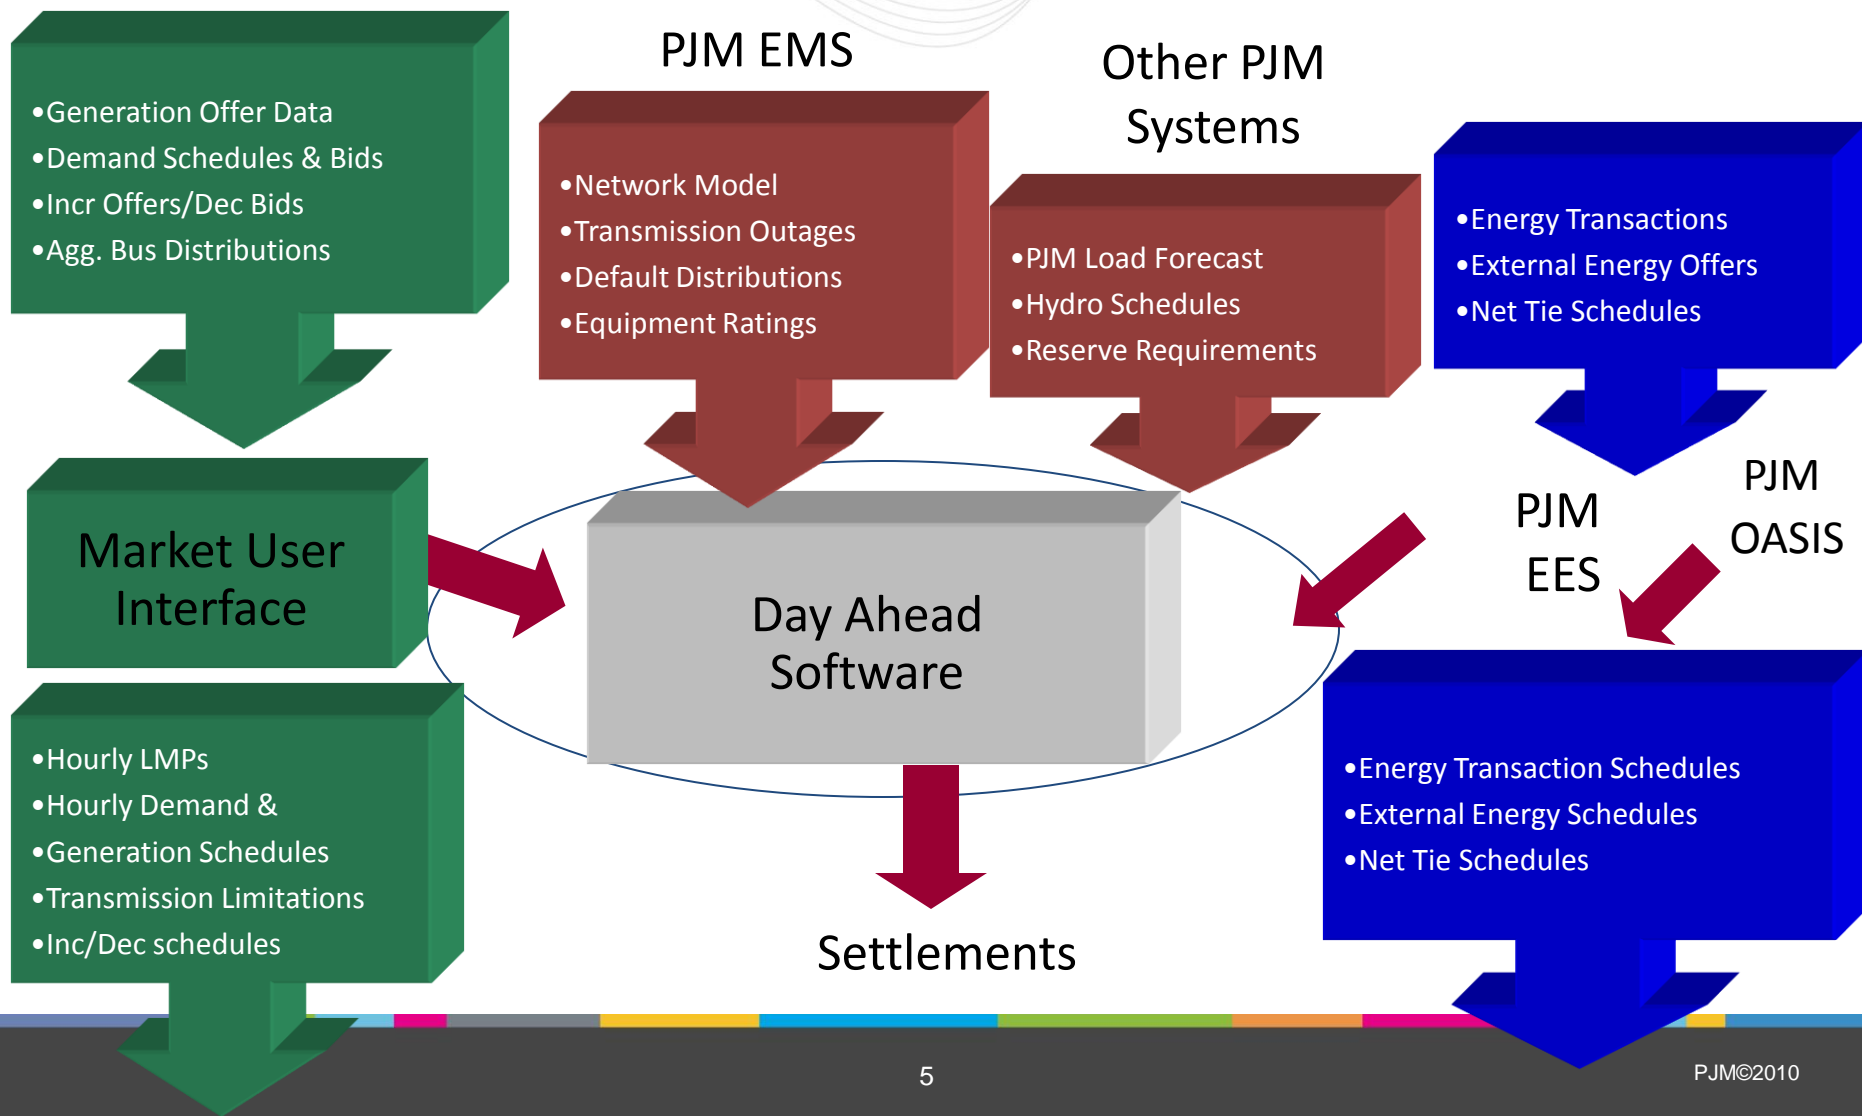 •Generation Offer Data
•Demand Schedules & Bids
•Incr Offers/Dec Bids
•Agg. Bus Distributions
PJM EMS
•Network Model
•Transmission Outages
•Default Distributions
•Equipment Ratings
Other PJM
Systems
•PJM Load Forecast
•Hydro Schedules
•Reserve Requirements
•Energy Transactions
•External Energy Offers
•Net Tie Schedules
Market User
Interface
Day Ahead
Software
PJM
EES
PJM
OASIS
•Hourly LMPs
•Hourly Demand &
•Generation Schedules
•Transmission Limitations
•Inc/Dec schedules
Settlements
•Energy Transaction Schedules
•External Energy Schedules
•Net Tie Schedules
5
PJM©2010